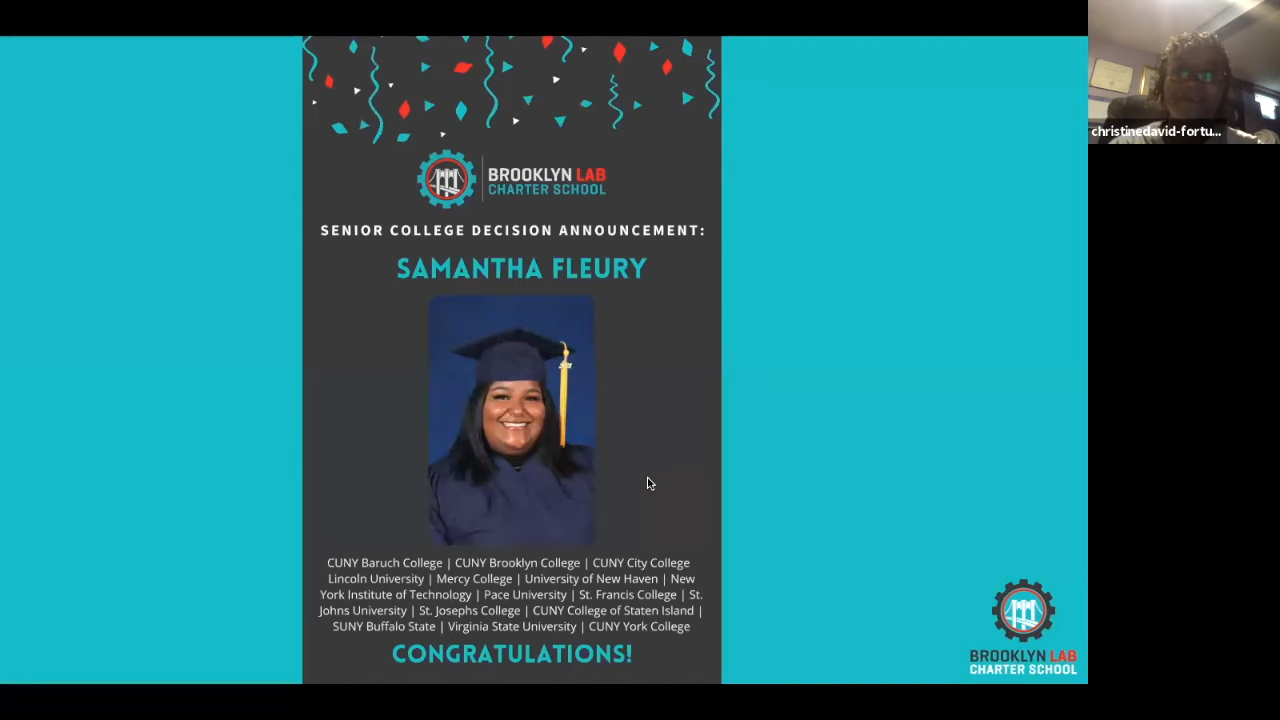 BROOKLYN LAB
CHARTER SCHOOL
SENIOR COLLEGE DECISION ANNOUNCEMENT:
SAMANTHA FLEURY
CUNY Baruch College | CUNY Brooklyn College | CUNY City College
Lincoln University | Mercy College | University of New Haven | New
York Institute of Technology | Pace University | St. Francis College | St.
Johns University | St. Josephs College | CUNY College of Staten Island |
SUNY Buffalo State | Virginia State University | CUNY York College
CONGRATULATIONS!
christinedavid-fortu...
BROOKLYN LAB
CHARTER SCHOOL